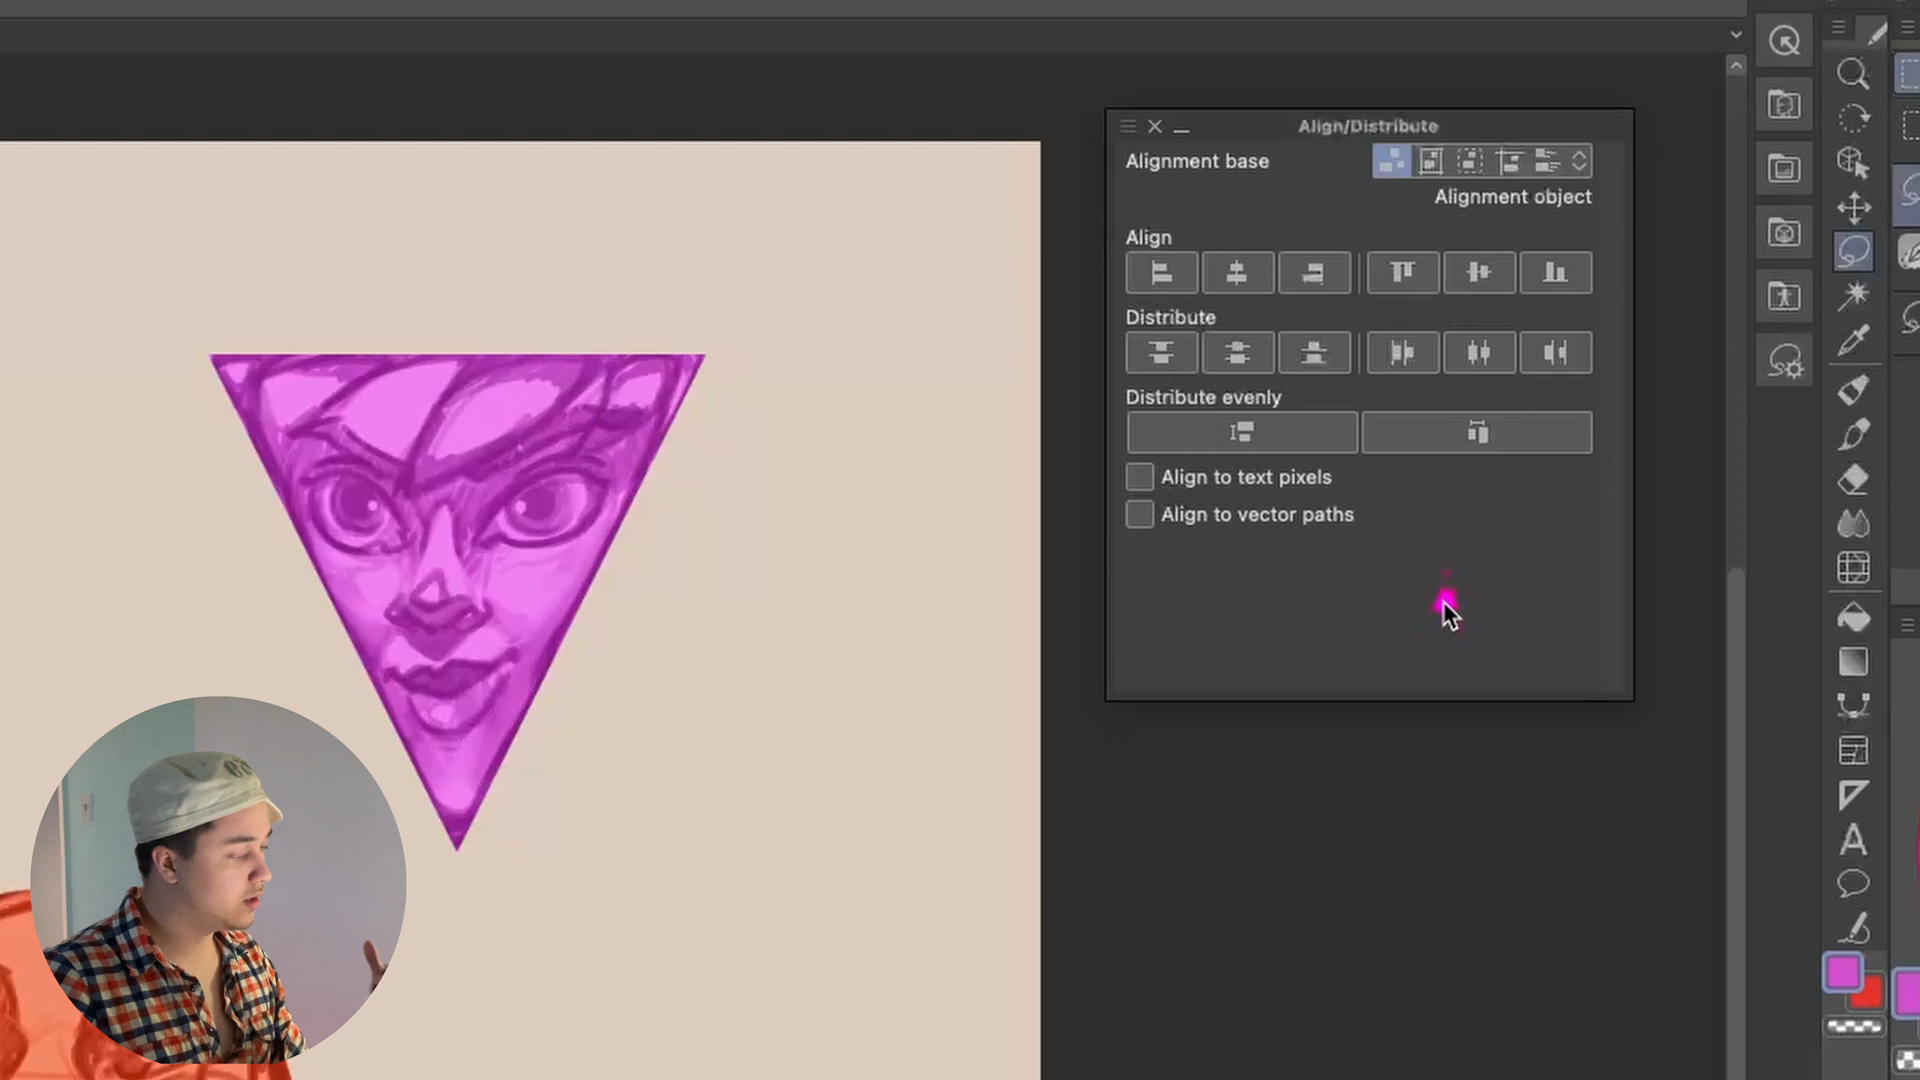 Align/Distribute
Alignment base
Alignment object
Align
Distribute
Distribute evenly
Align to text pixels
Align to vector paths